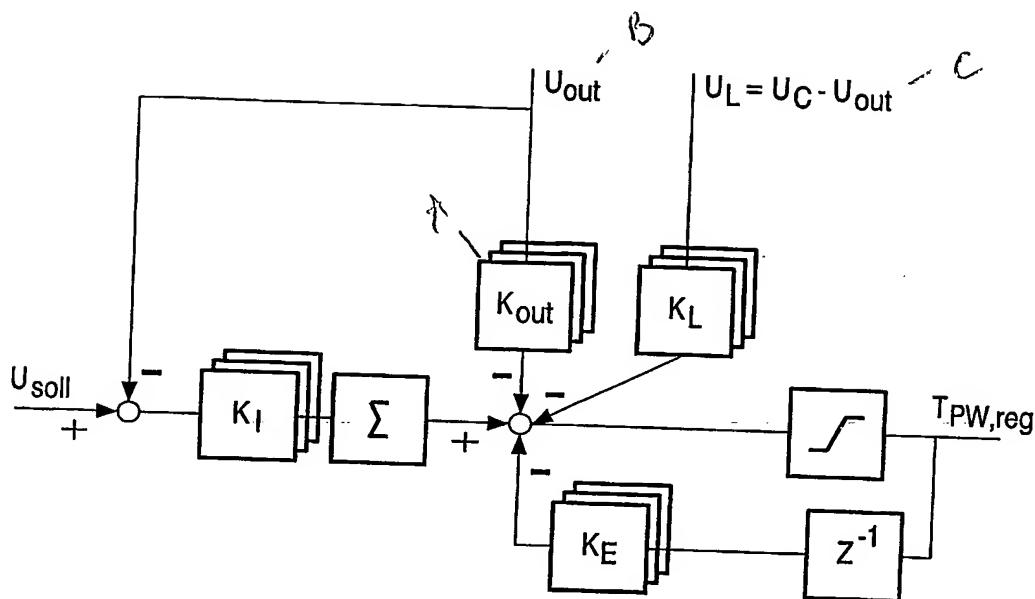 B
U_out
U_L = U_C - U_out
C
K_out
K_L
U_soll
−
+
K_I
Σ
+
−
−
−
T_PW,reg
K_E
Z^-1